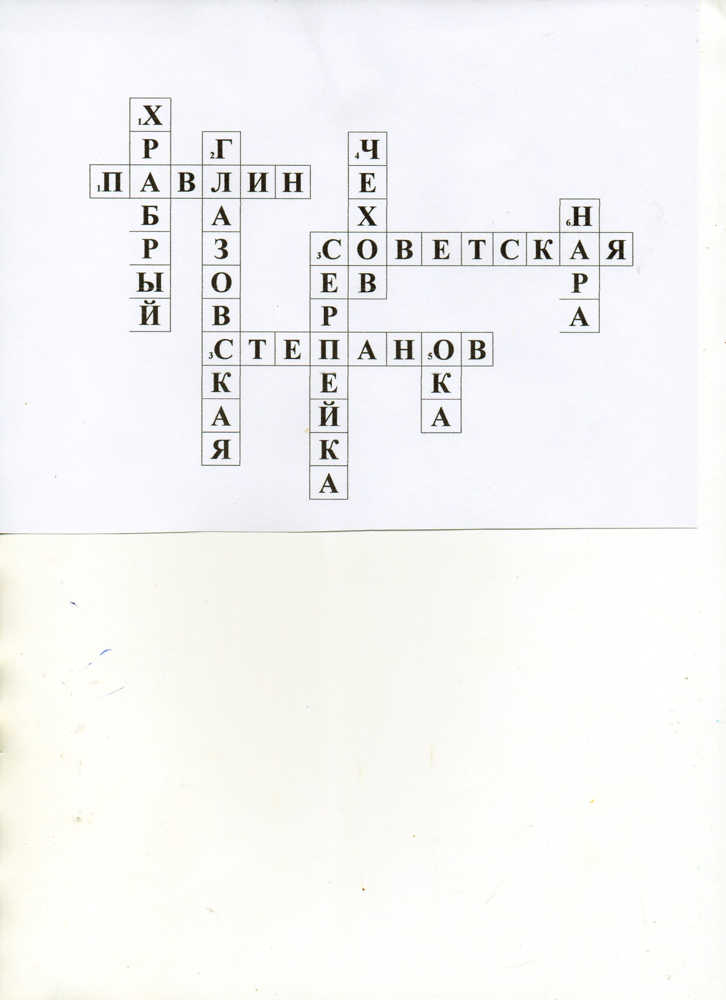 1Х
Р 2Г 4Ч
1П А В Л И Н Е
Б А Х 6Н
Р З 3С О В Е Т С К А Я
Ы О Е В Р
Й В Р А
3С Т Е П А Н 5О В
К Е К
А Й А
Я К
А